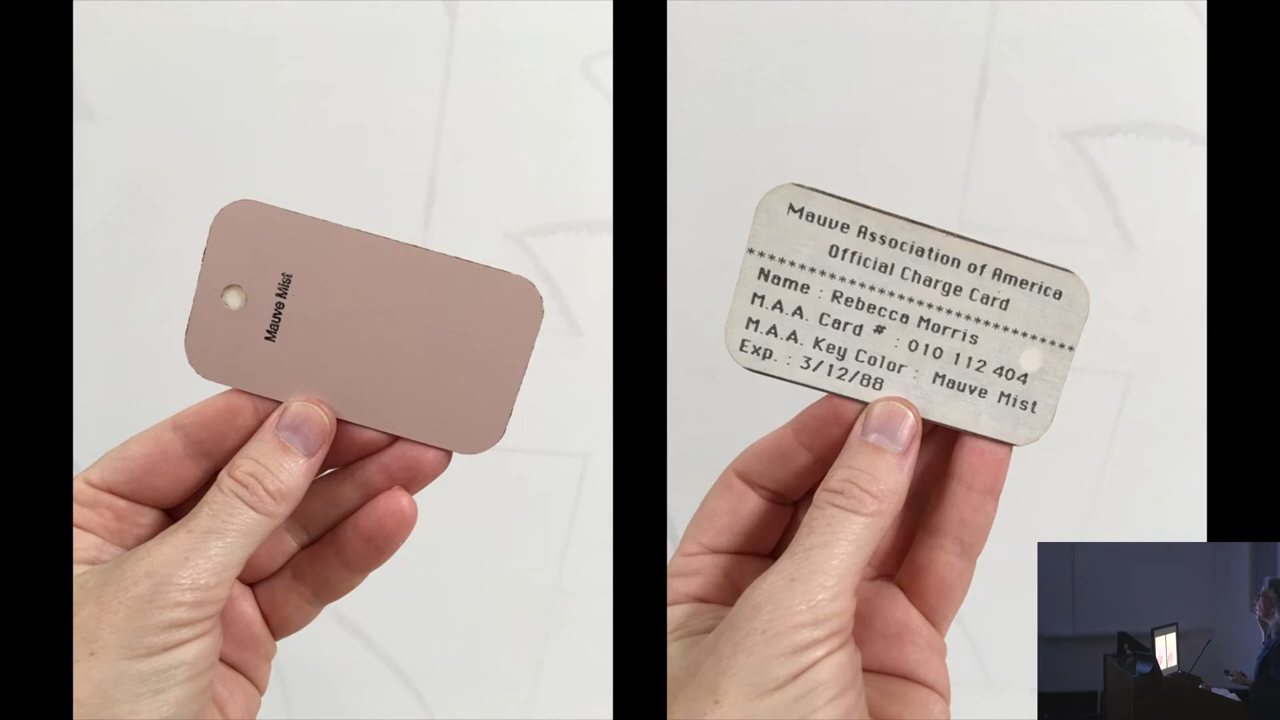 Mauve Mist
Mauve Association of America
Official Charge Card
******************************
Name : Rebecca Morris
M.A.A. Card # : 010 112 404
M.A.A. Key Color : Mauve Mist
Exp. : 3/12/88